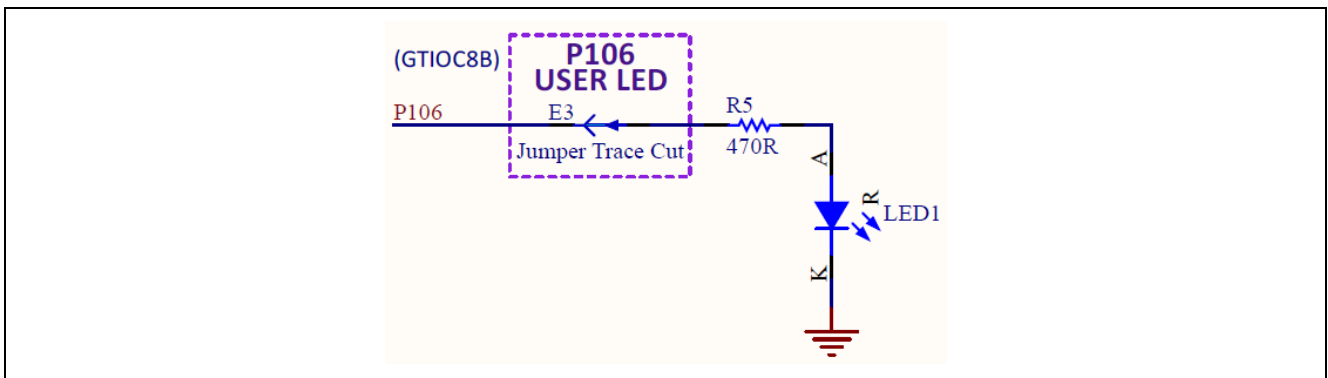 (GTIOC8B)
P106
USER LED
P106
E3
Jumper Trace Cut
R5
470R
A
R
LED1
K